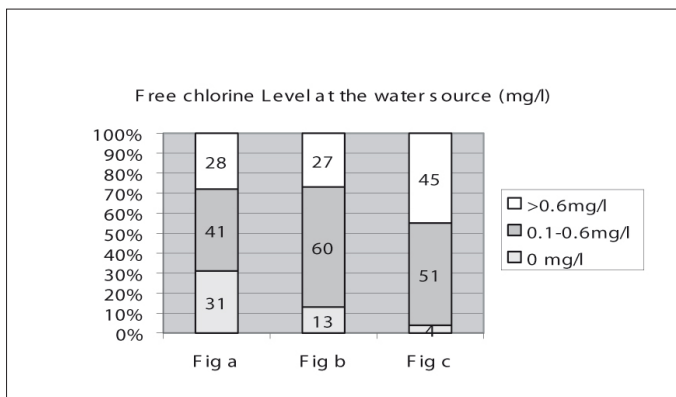 Free chlorine Level at the water source (mg/l)
100%
90%
80%
70%
60%
50%
40%
30%
20%
10%
0%
28
41
31
27
60
13
45
51
4
Fig a
Fig b
Fig c
>0.6mg/l
0.1-0.6mg/l
0 mg/l